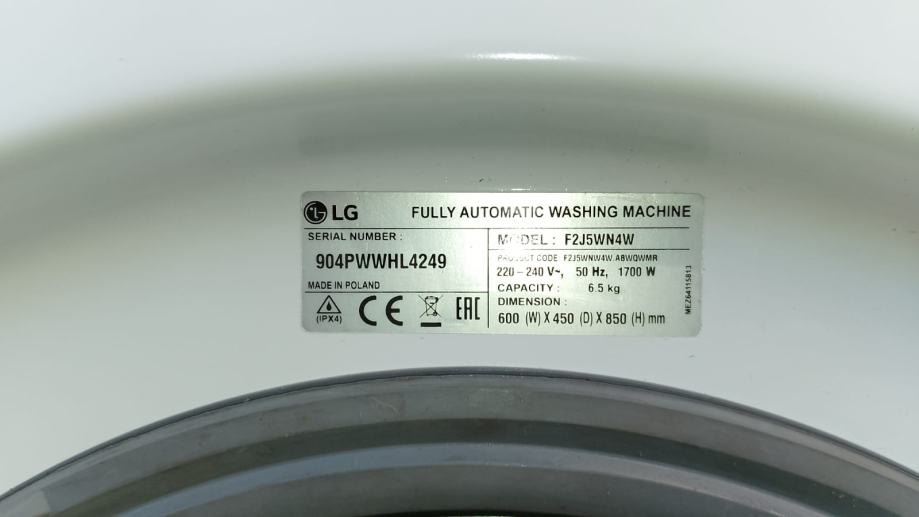 LG FULLY AUTOMATIC WASHING MACHINE
SERIAL NUMBER :
904PWWHL4249
MADE IN POLAND
(IPX4) CE EAC
MODEL : F2J5WN4W
PRODUCT CODE F2J5WNW4W.ABWQWMR
220 – 240 V~, 50 Hz, 1700 W
CAPACITY : 6.5 kg
DIMENSION :
600 (W) X 450 (D) X 850 (H) mm
MEZ64115813